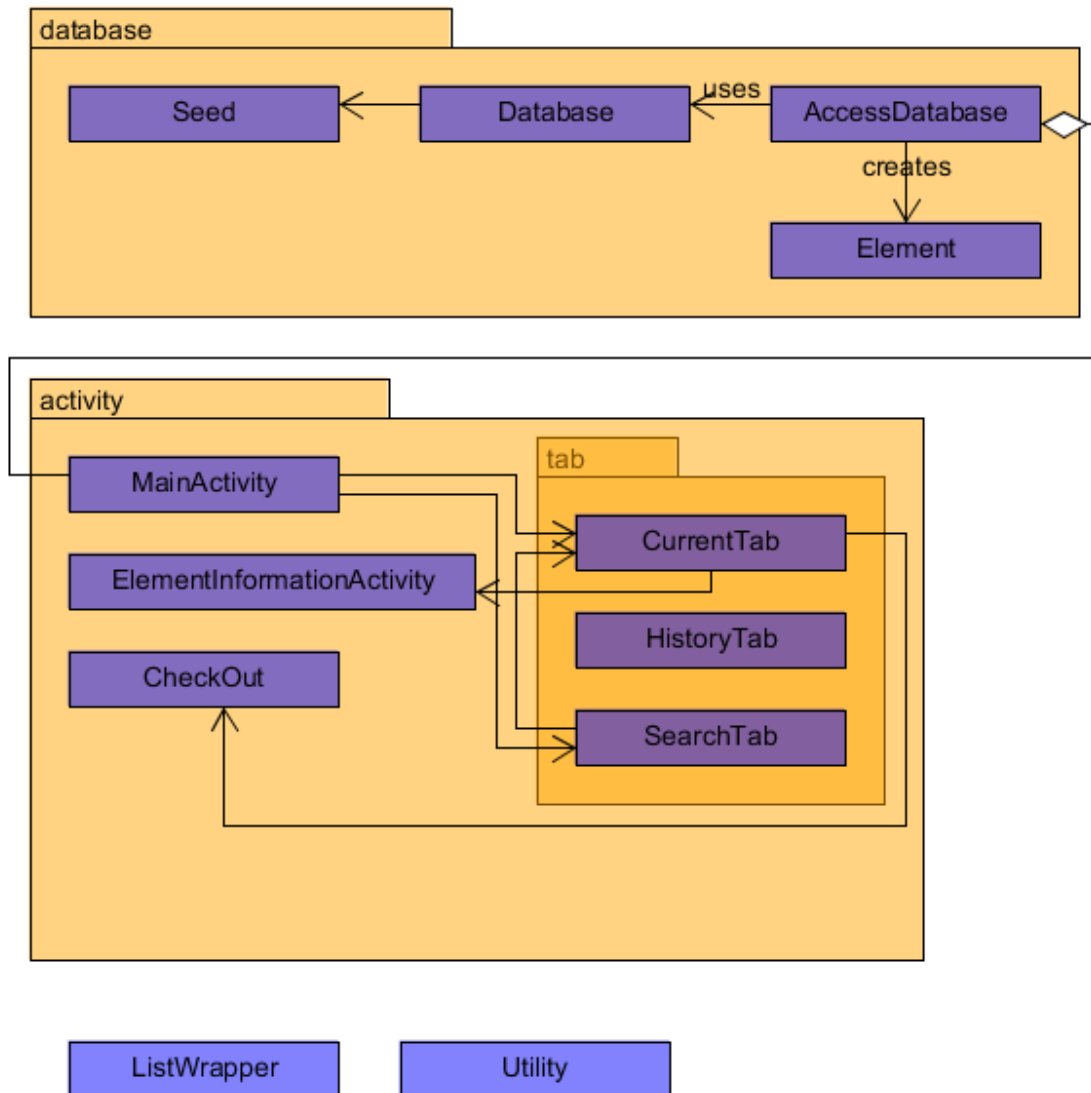 database
Seed
Database
uses
AccessDatabase
creates
Element
activity
MainActivity
tab
CurrentTab
ElementInformationActivity
HistoryTab
CheckOut
SearchTab
ListWrapper
Utility